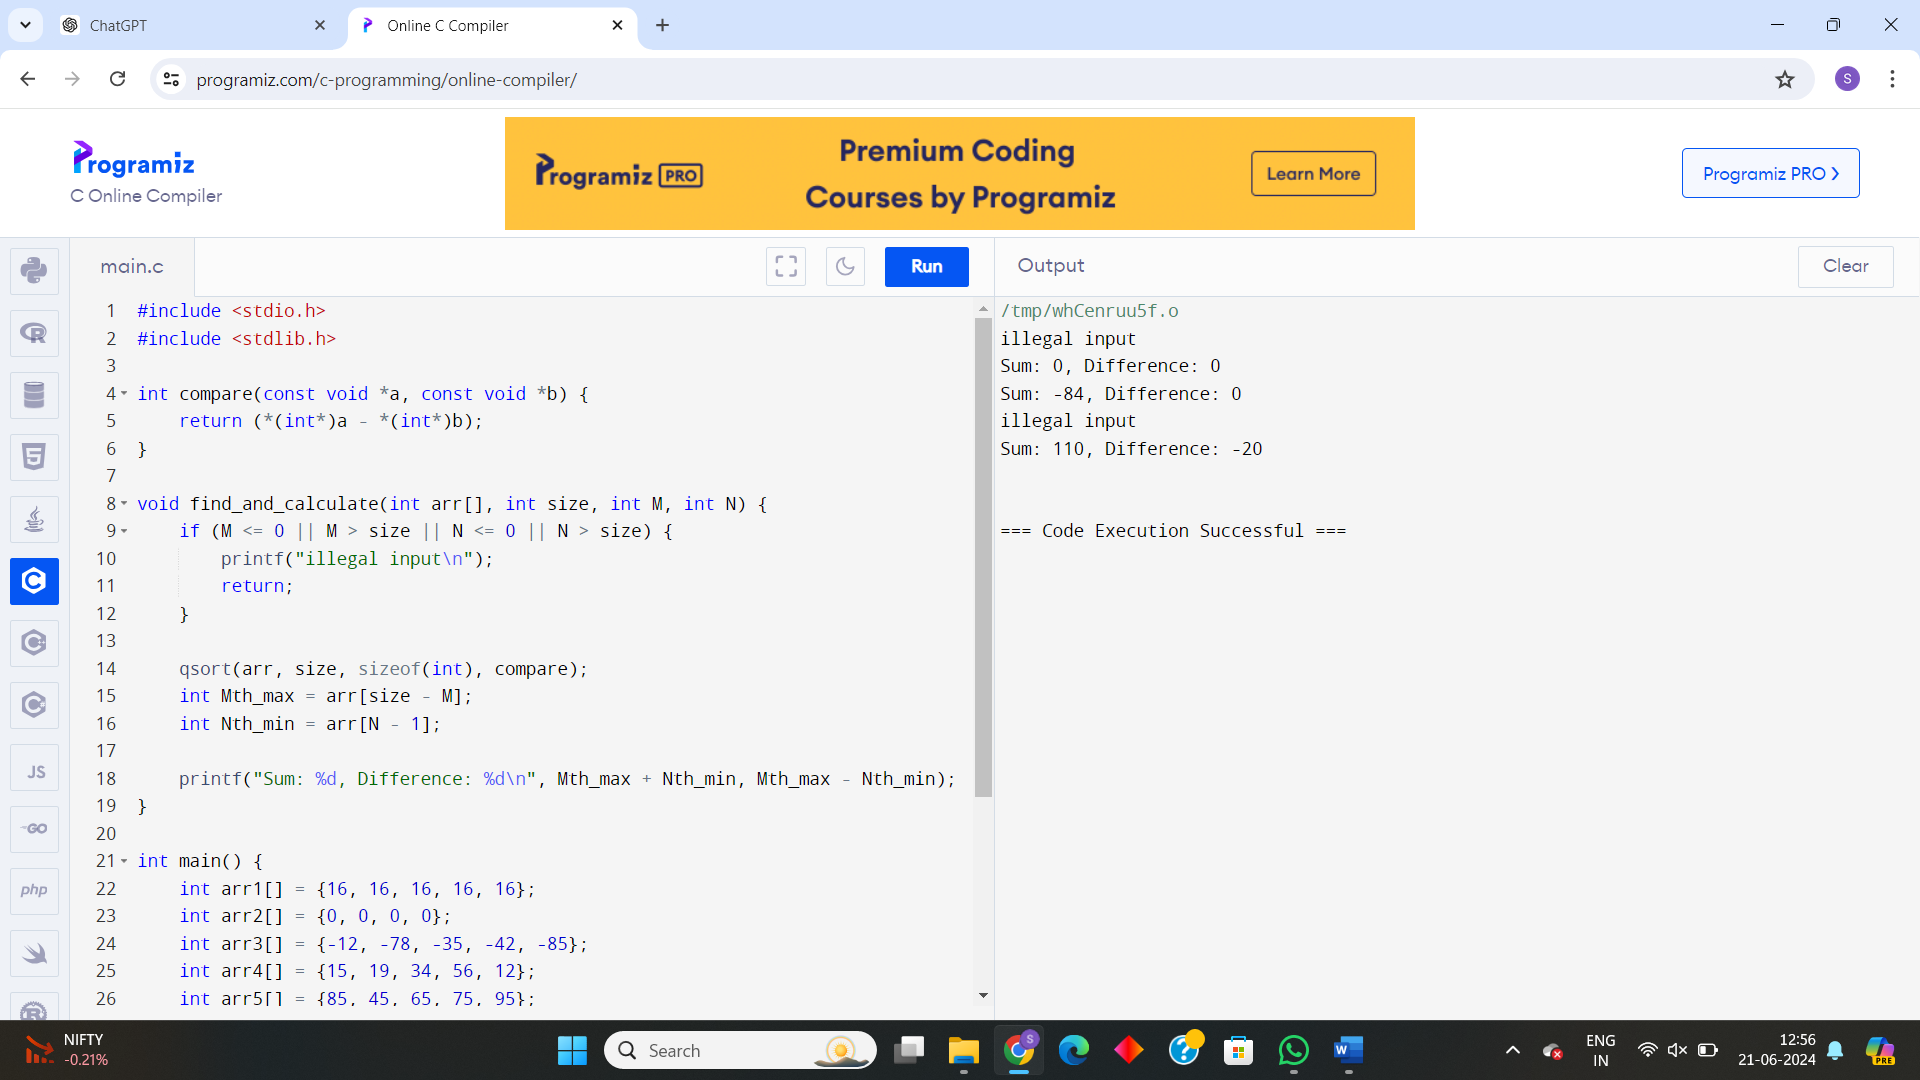 ChatGPT
Online C Compiler
programiz.com/c-programming/online-compiler/
S
Programiz
C Online Compiler
Programiz PRO
Premium Coding
Courses by Programiz
Learn More
Programiz PRO
main.c
Run
Output
Clear
1 #include <stdio.h>
2 #include <stdlib.h>
3
4 int compare(const void *a, const void *b) {
5 return (*(int*)a - *(int*)b);
6 }
7
8 void find_and_calculate(int arr[], int size, int M, int N) {
9 if (M <= 0 || M > size || N <= 0 || N > size) {
10 printf("illegal input\n");
11 return;
12 }
13
14 qsort(arr, size, sizeof(int), compare);
15 int Mth_max = arr[size - M];
16 int Nth_min = arr[N - 1];
17
18 printf("Sum: %d, Difference: %d\n", Mth_max + Nth_min, Mth_max - Nth_min);
19 }
20
21 int main() {
22 int arr1[] = {16, 16, 16, 16, 16};
23 int arr2[] = {0, 0, 0, 0};
24 int arr3[] = {-12, -78, -35, -42, -85};
25 int arr4[] = {15, 19, 34, 56, 12};
26 int arr5[] = {85, 45, 65, 75, 95};
/tmp/whCenruu5f.o
illegal input
Sum: 0, Difference: 0
Sum: -84, Difference: 0
illegal input
Sum: 110, Difference: -20
=== Code Execution Successful ===
R
5
C
C
JS
GO
php
R
NIFTY
-0.21%
Search
S
W
ENG
IN
12:56
21-06-2024
PRE